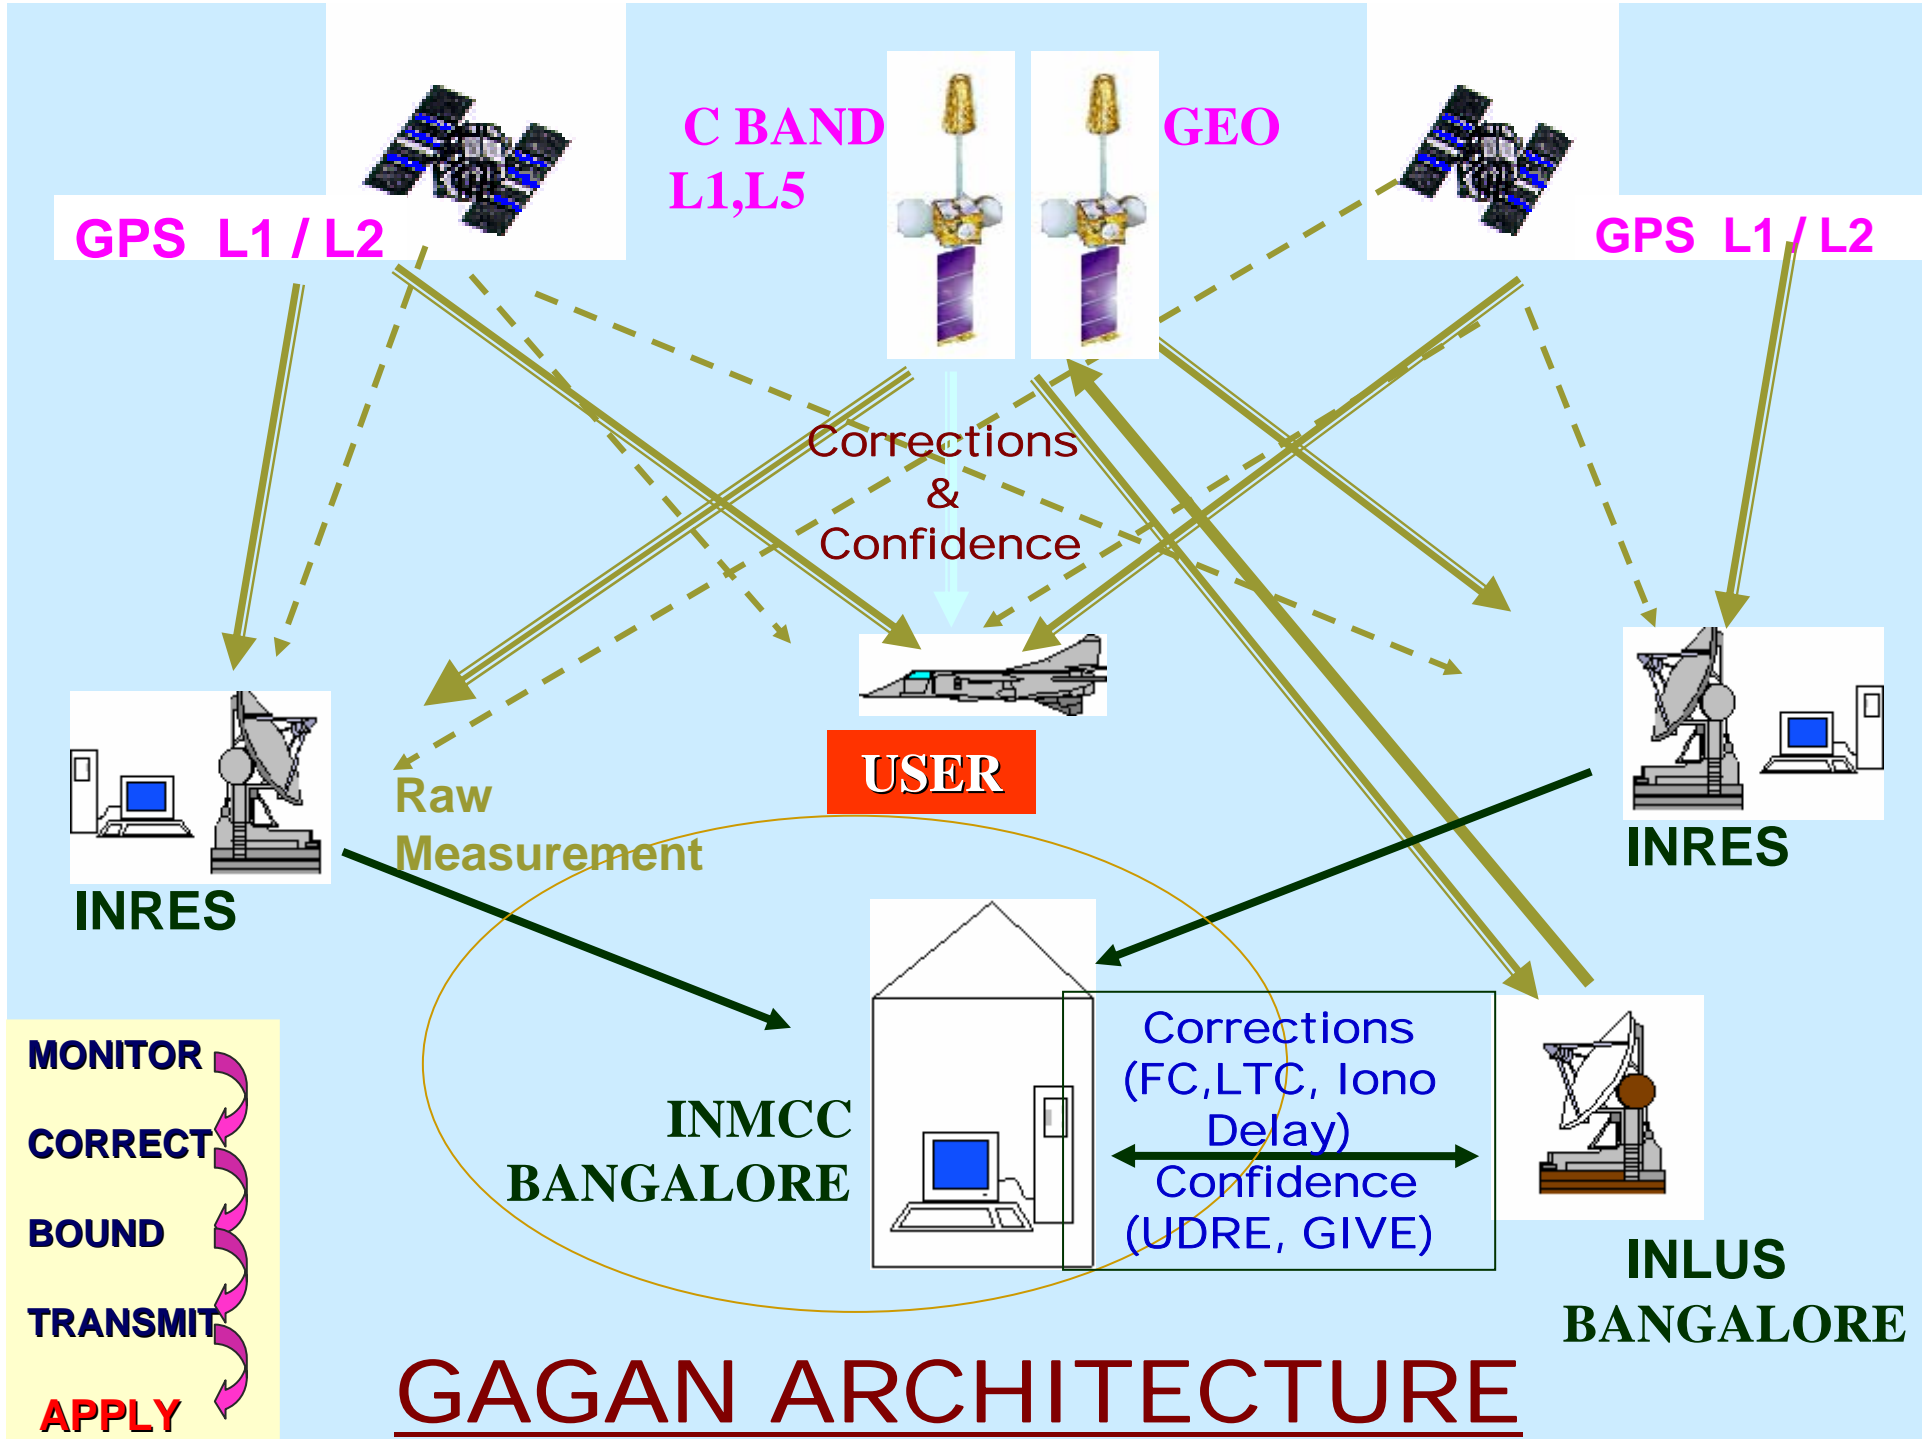 C BAND
L1,L5
GEO
GPS L1 / L2
GPS L1 / L2
Corrections
&
Confidence
USER
Raw
Measurement
INRES
INRES
Corrections
(FC,LTC, Iono
Delay)
Confidence
(UDRE, GIVE)
INMCC
BANGALORE
INLUS
BANGALORE
MONITOR
CORRECT
BOUND
TRANSMIT
APPLY
GAGAN ARCHITECTURE